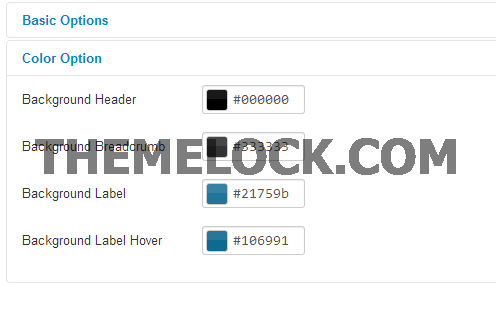 Basic Options
Color Option
Background Header #000000
Background Breadcrumb #333333
THEMELOCK.COM
Background Label #21759b
Background Label Hover #106991